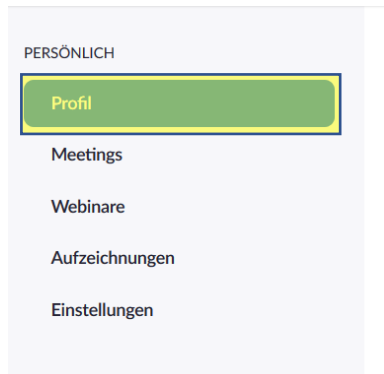 PERSÖNLICH
Profil
Meetings
Webinare
Aufzeichnungen
Einstellungen